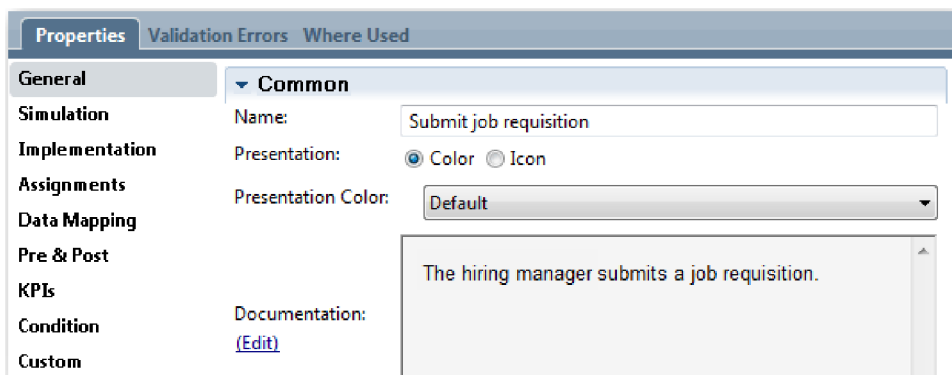 Properties Validation Errors Where Used
General
Simulation
Implementation
Assignments
Data Mapping
Pre & Post
KPIs
Condition
Custom
Common
Name: Submit job requisition
Presentation: Color Icon
Presentation Color: Default
Documentation:
(Edit)
The hiring manager submits a job requisition.